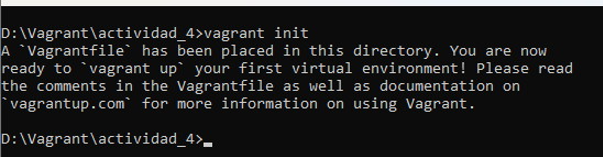 D:\Vagrant\actividad_4>vagrant init
A `Vagrantfile` has been placed in this directory. You are now
ready to `vagrant up` your first virtual environment! Please read
the comments in the Vagrantfile as well as documentation on
`vagrantup.com` for more information on using Vagrant.
D:\Vagrant\actividad_4>